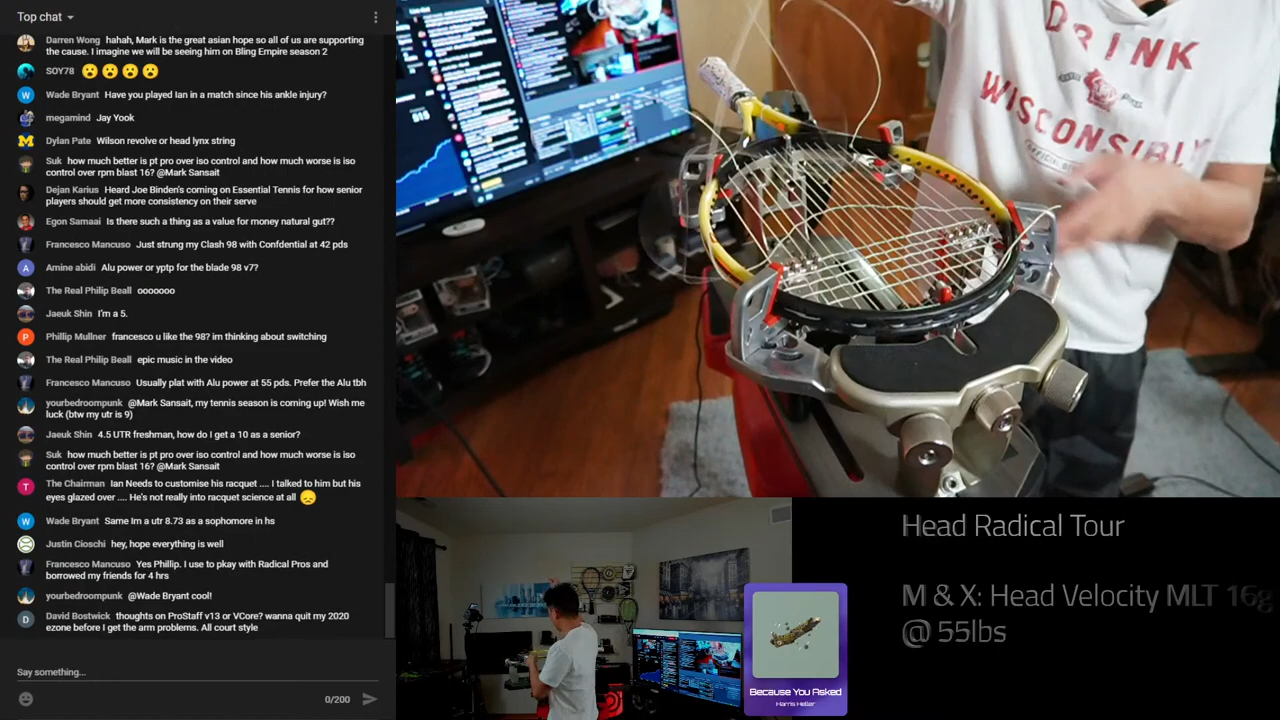 Top chat
Darren Wong hahah, Mark is the great asian hope so all of us are supporting
the cause. I imagine we will be seeing him on Bling Empire season 2
SOY78 😮😮😮😮
Wade Bryant Have you played Ian in a match since his ankle injury?
megamind Jay Yook
Dylan Pate Wilson revolve or head lynx string
Suk how much better is pt pro over iso control and how much worse is iso
control over rpm blast 16? @Mark Sansait
Dejan Karius Heard Joe Binden's coming on Essential Tennis for how senior
players should get more consistency on their serve
Egon Samaai Is there such a thing as a value for money natural gut??
Francesco Mancuso Just strung my Clash 98 with Confdential at 42 pds
Amine abidi Alu power or yptp for the blade 98 v7?
The Real Philip Beall ooooooo
Jaeuk Shin I'm a 5.
Phillip Mullner francesco u like the 98? im thinking about switching
The Real Philip Beall epic music in the video
Francesco Mancuso Usually plat with Alu power at 55 pds. Prefer the Alu tbh
yourbedroompunk @Mark Sansait, my tennis season is coming up! Wish me
luck (btw my utr is 9)
Jaeuk Shin 4.5 UTR freshman, how do I get a 10 as a senior?
Suk how much better is pt pro over iso control and how much worse is iso
control over rpm blast 16? @Mark Sansait
The Chairman Ian Needs to customise his racquet .... I talked to him but his
eyes glazed over .... He's not really into racquet science at all 😞
Wade Bryant Same Im a utr 8.73 as a sophomore in hs
Justin Cioschi hey, hope everything is well
Francesco Mancuso Yes Phillip. I use to pkay with Radical Pros and
borrowed my friends for 4 hrs
yourbedroompunk @Wade Bryant cool!
David Bostwick thoughts on ProStaff v13 or VCore? wanna quit my 2020
ezone before I get the arm problems. All court style
Say something...
0/200
DRINK
WISCONSIBLY
Because You Asked
Harris Heller
Head Radical Tour
M & X: Head Velocity MLT 16g
@ 55lbs